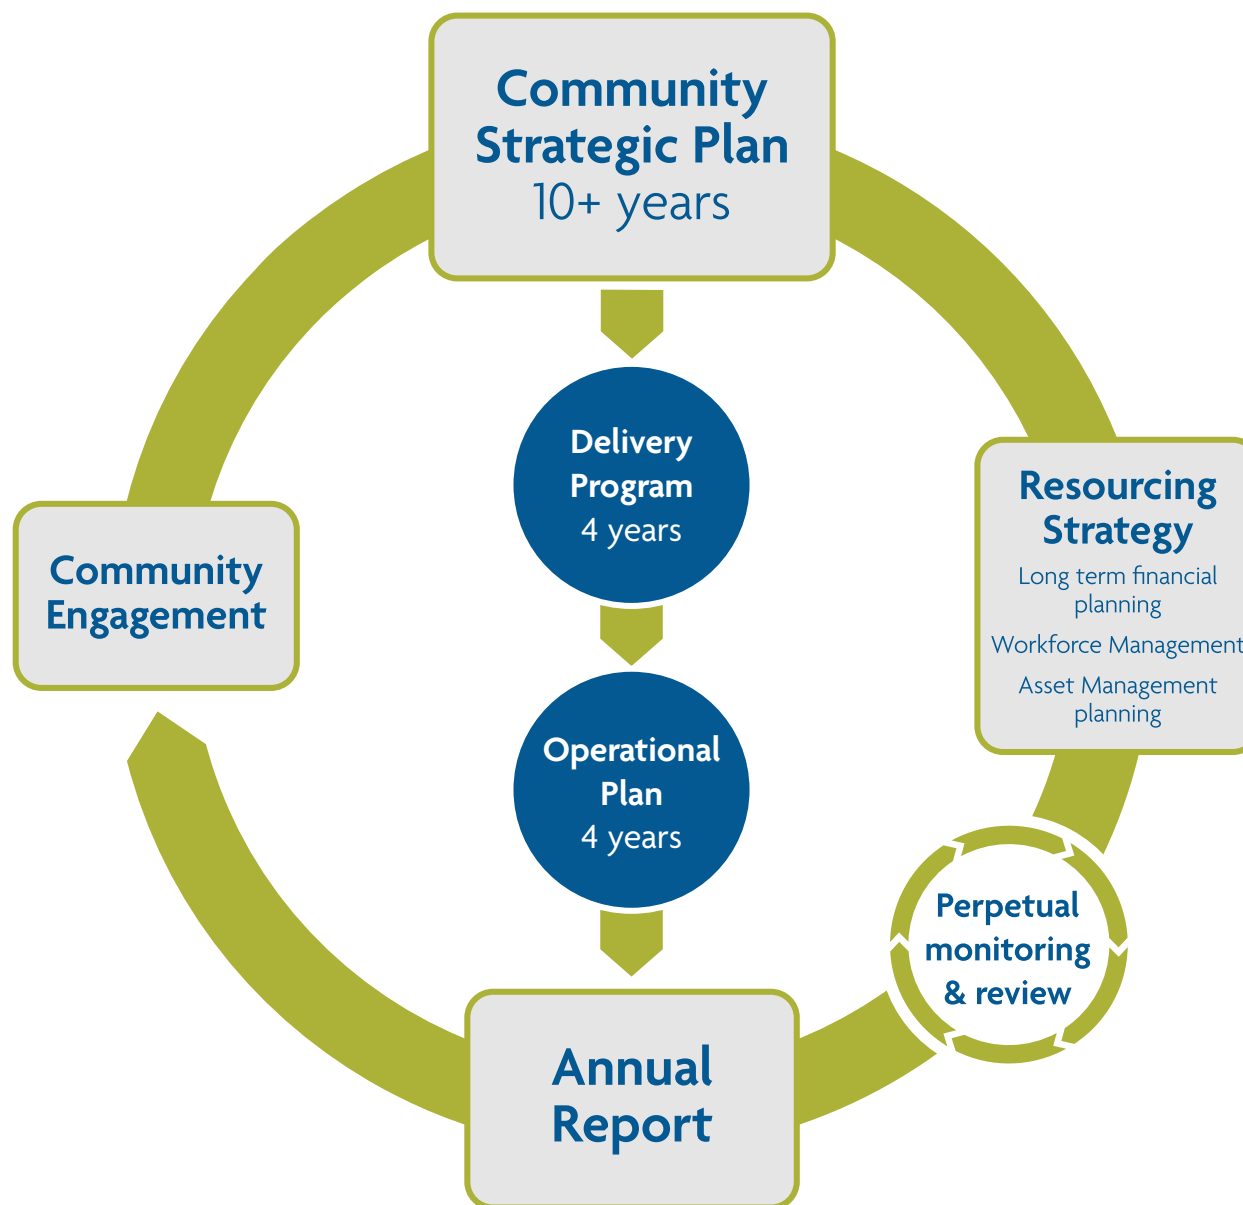 Community
Strategic Plan
10+ years
Delivery
Program
4 years
Resourcing
Strategy
Long term financial
planning
Workforce Management
Asset Management
planning
Community
Engagement
Operational
Plan
4 years
Perpetual
monitoring
& review
Annual
Report